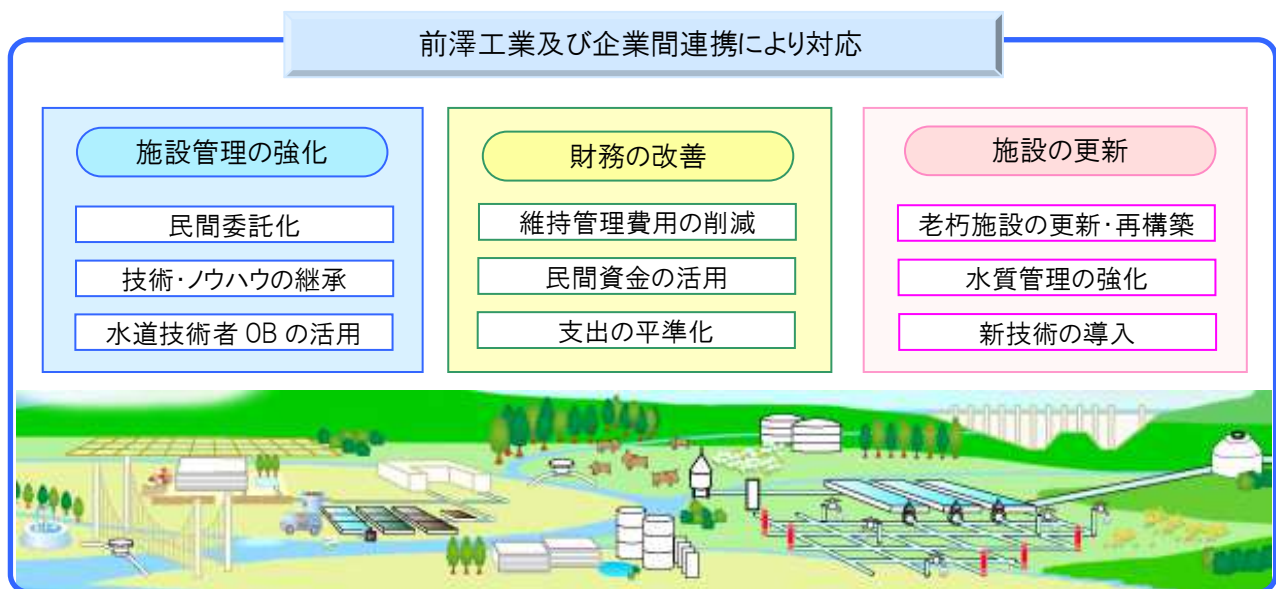 前澤工業及び企業間連携により対応
施設管理の強化
民間委託化
技術・ノウハウの継承
水道技術者 OB の活用
財務の改善
維持管理費用の削減
民間資金の活用
支出の平準化
施設の更新
老朽施設の更新・再構築
水質管理の強化
新技術の導入